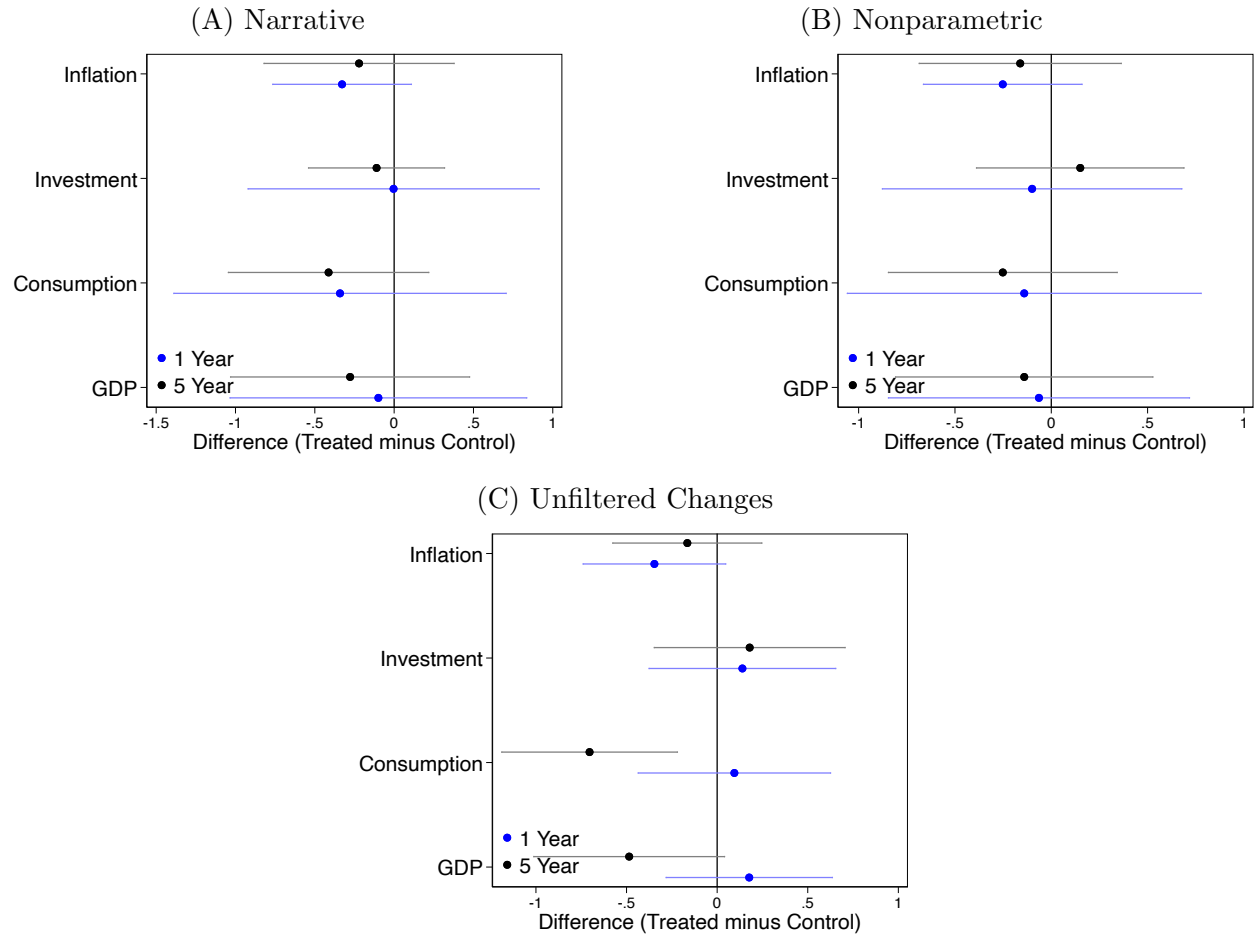 (A) Narrative
Inflation
Investment
Consumption
GDP
1 Year
5 Year
-1.5 -1 -.5 0 .5 1
Difference (Treated minus Control)
(B) Nonparametric
Inflation
Investment
Consumption
GDP
1 Year
5 Year
-1 -.5 0 .5 1
Difference (Treated minus Control)
(C) Unfiltered Changes
Inflation
Investment
Consumption
GDP
1 Year
5 Year
-1 -.5 0 .5 1
Difference (Treated minus Control)